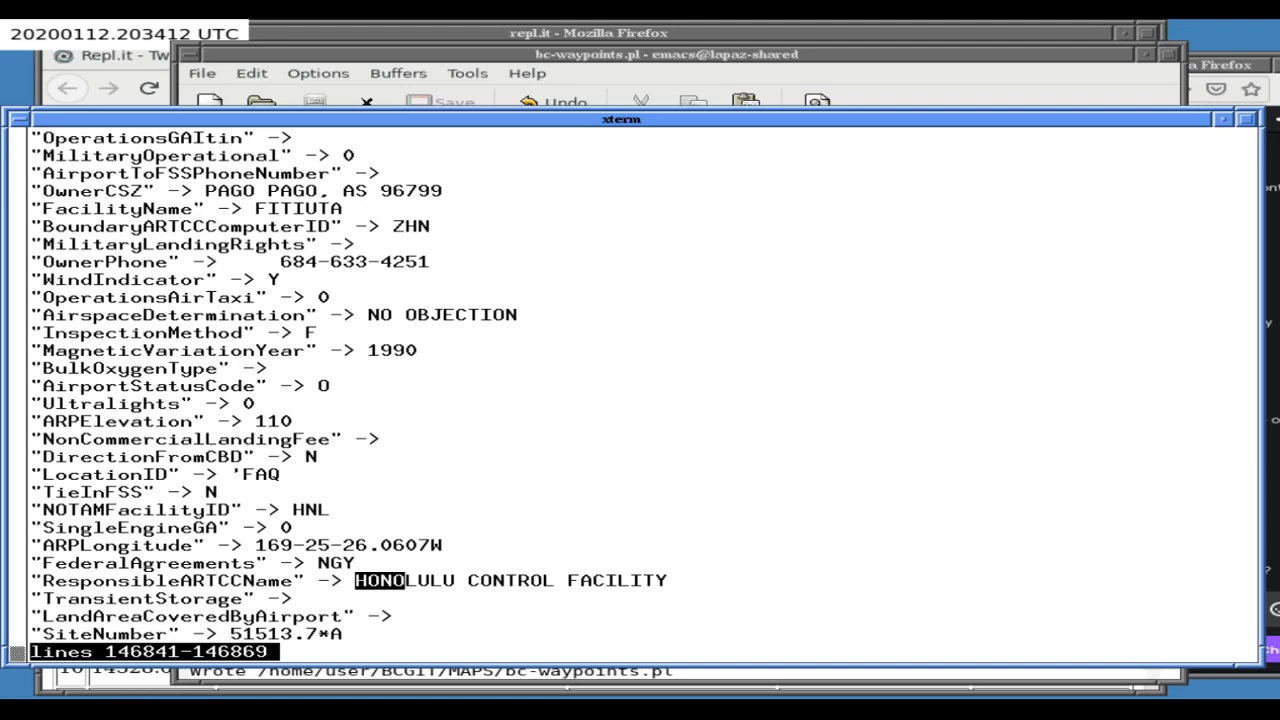 20200112.203412 UTC
repl.it - Mozilla Firefox
Repl.it - Tw
bc-waypoints.pl - emacs@lapaz-shared
a Firefox
File Edit Options Buffers Tools Help
Save Undo
xterm
"OperationsGAItin" ->
"MilitaryOperational" -> 0
"AirportToFSSPhoneNumber" ->
"OwnerCSZ" -> PAGO PAGO, AS 96799
"FacilityName" -> FITIUTA
"BoundaryARTCCComputerID" -> ZHN
"MilitaryLandingRights" ->
"OwnerPhone" -> 684-633-4251
"WindIndicator" -> Y
"OperationsAirTaxi" -> 0
"AirspaceDetermination" -> NO OBJECTION
"InspectionMethod" -> F
"MagneticVariationYear" -> 1990
"BulkOxygenType" ->
"AirportStatusCode" -> O
"Ultralights" -> 0
"ARPElevation" -> 110
"NonCommercialLandingFee" ->
"DirectionFromCBD" -> N
"LocationID" -> 'FAQ
"TieInFSS" -> N
"NOTAMFacilityID" -> HNL
"SingleEngineGA" -> 0
"ARPLongitude" -> 169-25-26.0607W
"FederalAgreements" -> NGY
"ResponsibleARTCCName" -> HONOLULU CONTROL FACILITY
"TransientStorage" ->
"LandAreaCoveredByAirport" ->
"SiteNumber" -> 51513.7*A
lines 146841-146869
Wrote /home/user/BCGIT/MAPS/bc-waypoints.pl